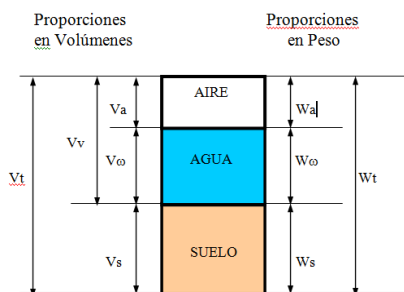 Proporciones
en Volúmenes
Proporciones
en Peso
AIRE
Va
Wa
Vv
Vω
AGUA
Wω
Vt
Wt
Vs
SUELO
Ws